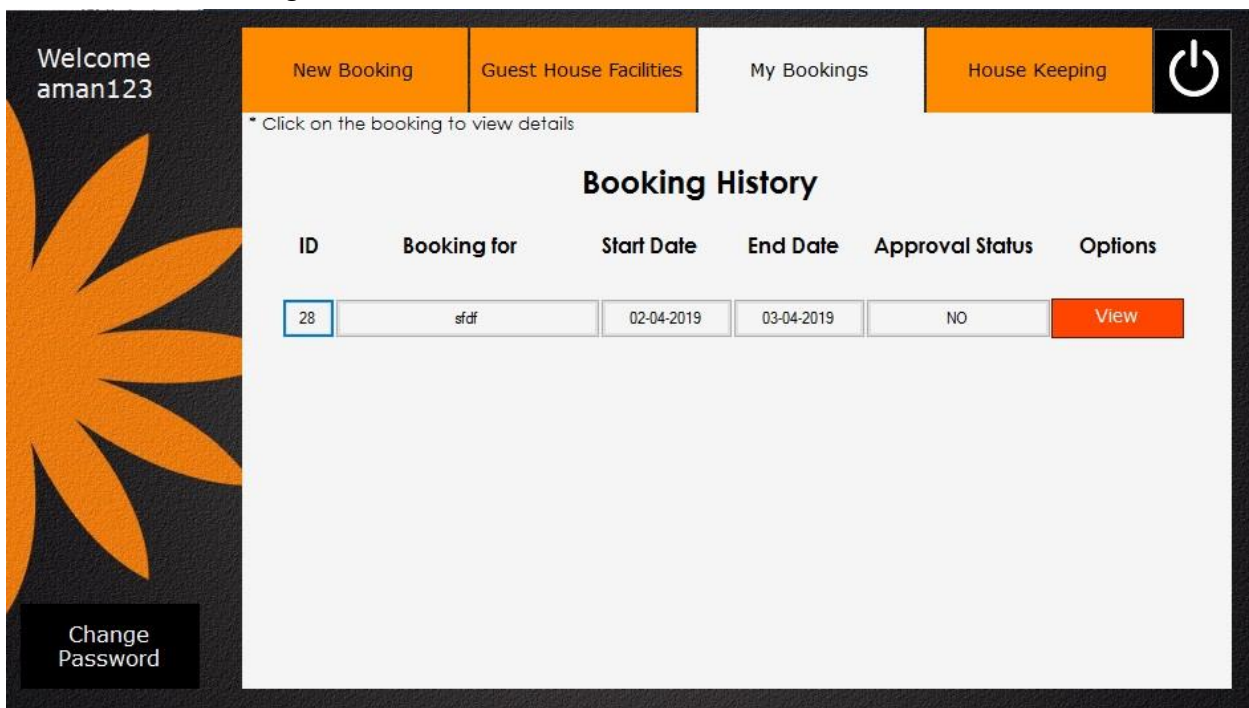 Welcome
aman123
New Booking Guest House Facilities My Bookings House Keeping
* Click on the booking to view details
Booking History
ID Booking for Start Date End Date Approval Status Options
28 sfdf 02-04-2019 03-04-2019 NO View
Change
Password